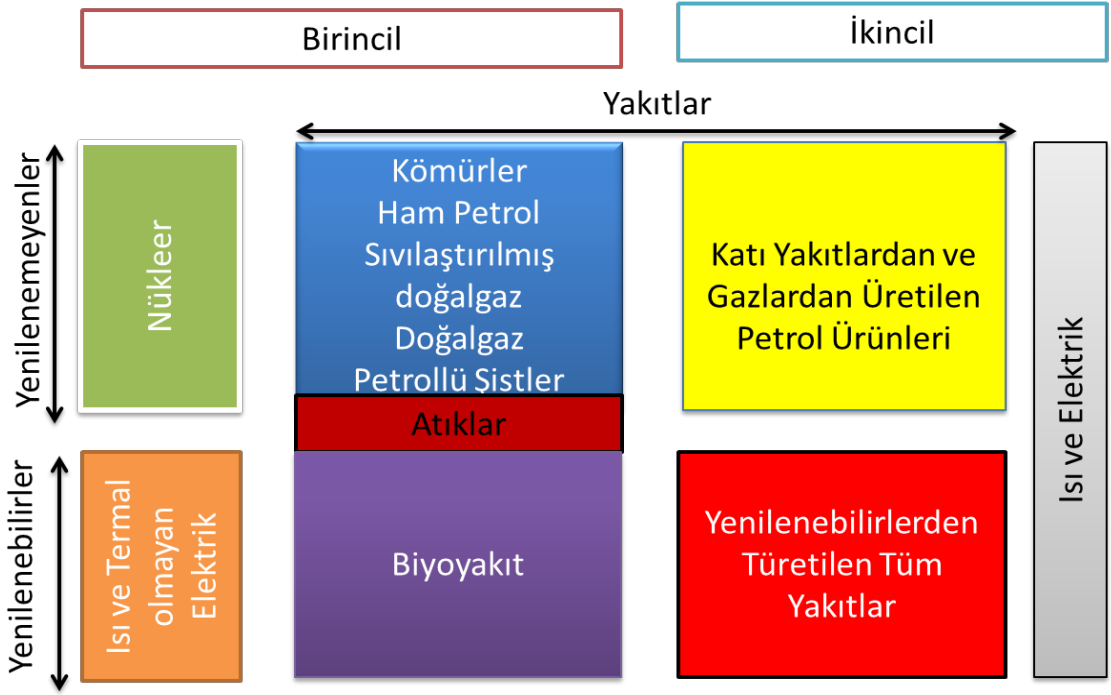 Birincil
İkincil
Yakıtlar
Yenilenemeyenler
Nükleer
Kömürler
Ham Petrol
Sıvılaştırılmış
doğalgaz
Doğalgaz
Petrollü Şistler
Atıklar
Katı Yakıtlardan ve
Gazlardan Üretilen
Petrol Ürünleri
Isı ve Elektrik
Yenilenebilirler
Isı ve Termal
olmayan
Elektrik
Biyoyakıt
Yenilenebilirlerden
Türetilen Tüm
Yakıtlar